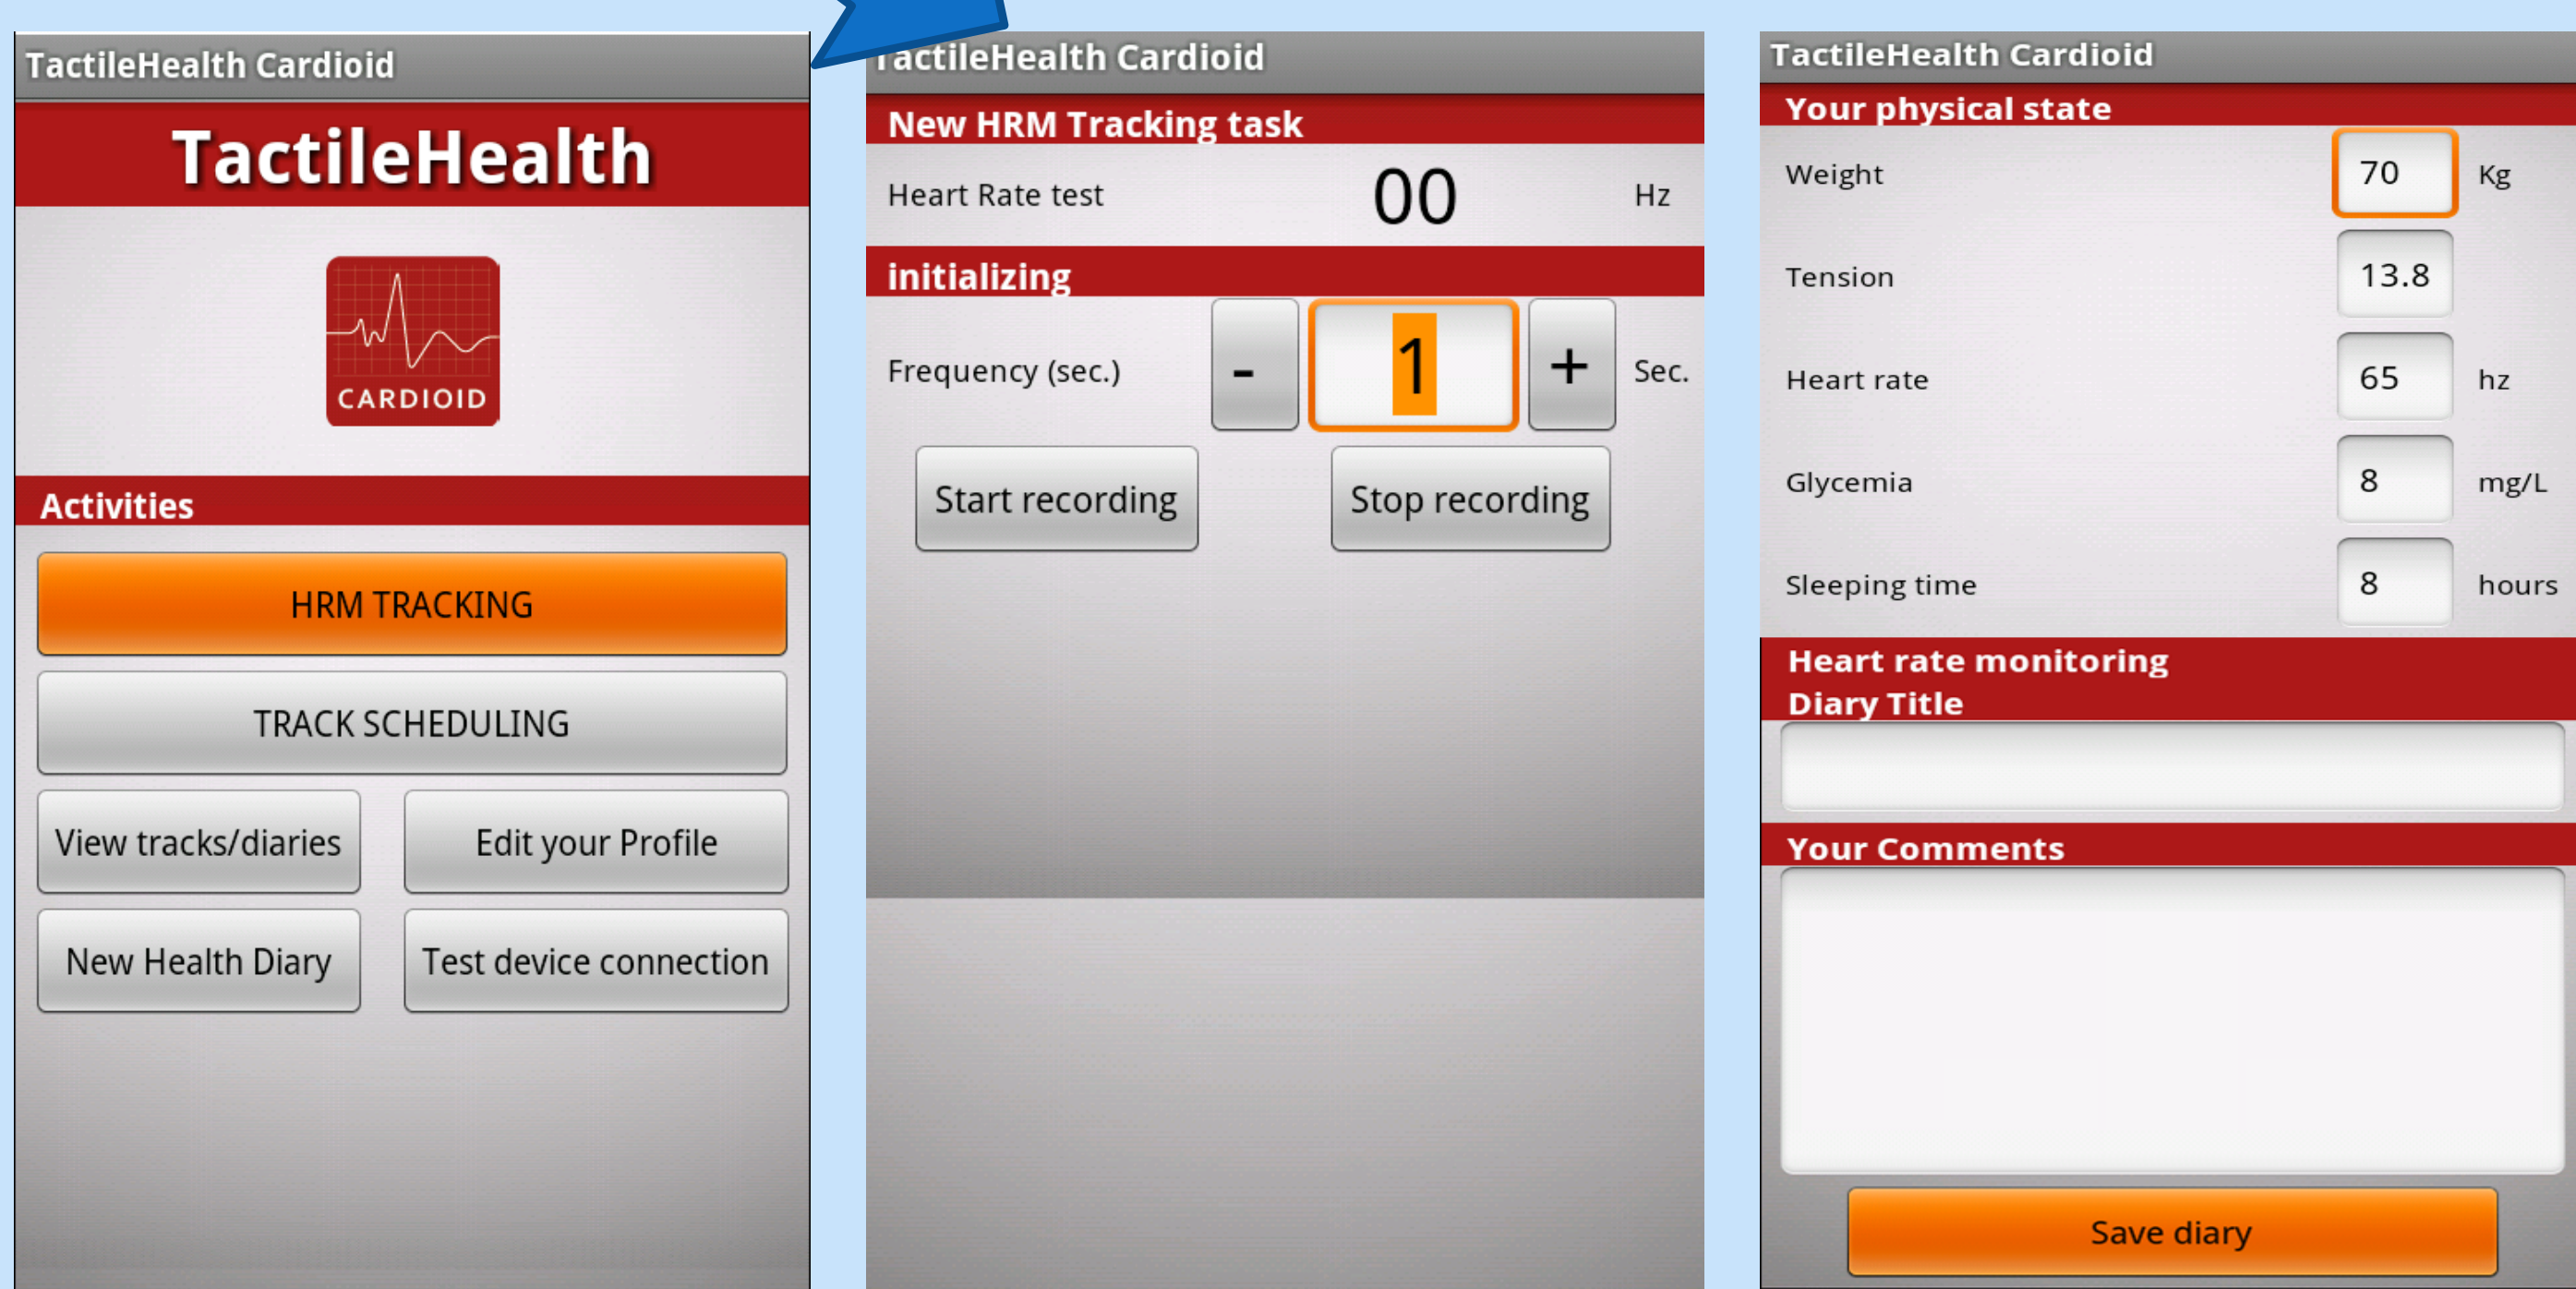 TactileHealth Cardioid
TactileHealth
CARDIOID
Activities
HRM TRACKING
TRACK SCHEDULING
View tracks/diaries Edit your Profile
New Health Diary Test device connection
TactileHealth Cardioid
New HRM Tracking task
Heart Rate test 00 Hz
initializing
Frequency (sec.) - 1 + Sec.
Start recording Stop recording
TactileHealth Cardioid
Your physical state
Weight 70 Kg
Tension 13.8
Heart rate 65 hz
Glycemia 8 mg/L
Sleeping time 8 hours
Heart rate monitoring
Diary Title
Your Comments
Save diary